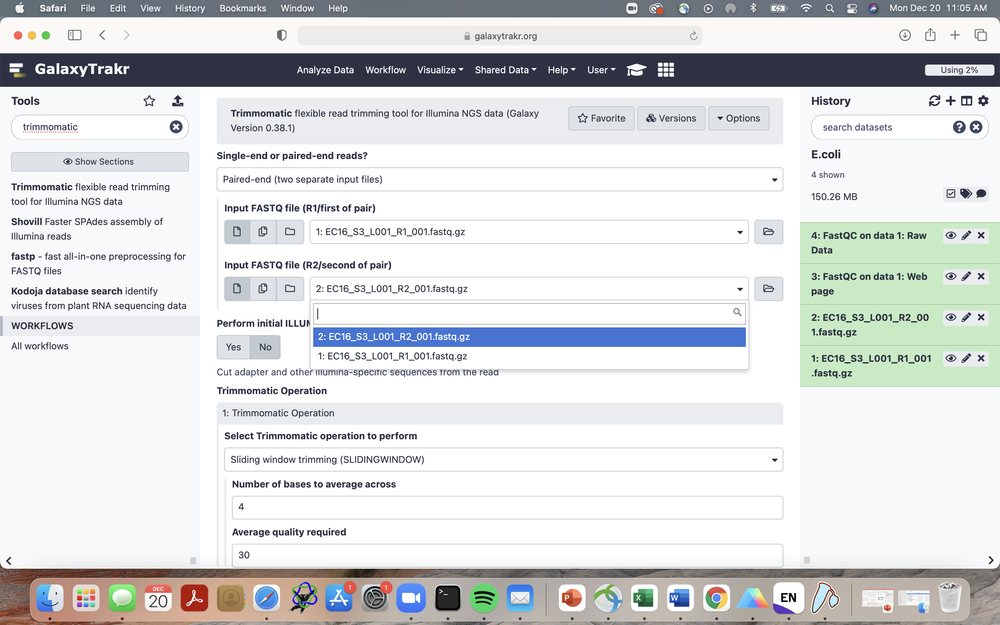 Safari File Edit View History Bookmarks Window Help Mon Dec 20 11:05 AM
galaxytrakr.org
GalaxyTrakr Analyze Data Workflow Visualize Shared Data Help User Using 2%
Tools
trimmomatic
Show Sections
Trimmomatic flexible read trimming
tool for Illumina NGS data
Shovill Faster SPAdes assembly of
Illumina reads
fastp - fast all-in-one preprocessing for
FASTQ files
Kodoja database search identify
viruses from plant RNA sequencing data
WORKFLOWS
All workflows
Trimmomatic flexible read trimming tool for Illumina NGS data (Galaxy
Version 0.38.1)
Favorite Versions Options
Single-end or paired-end reads?
Paired-end (two separate input files)
Input FASTQ file (R1/first of pair)
1: EC16_S3_L001_R1_001.fastq.gz
Input FASTQ file (R2/second of pair)
2: EC16_S3_L001_R2_001.fastq.gz
2: EC16_S3_L001_R2_001.fastq.gz
1: EC16_S3_L001_R1_001.fastq.gz
Perform initial ILLUM
Yes No
Cut adapter and other illumina-specific sequences from the read
Trimmomatic Operation
1: Trimmomatic Operation
Select Trimmomatic operation to perform
Sliding window trimming (SLIDINGWINDOW)
Number of bases to average across
4
Average quality required
30
History
search datasets
E.coli
4 shown
150.26 MB
4: FastQC on data 1: Raw
Data
3: FastQC on data 1: Web
page
2: EC16_S3_L001_R2_00
1.fastq.gz
1: EC16_S3_L001_R1_001
.fastq.gz
DEC
20
1
1
>_
P
X
W
EN
P